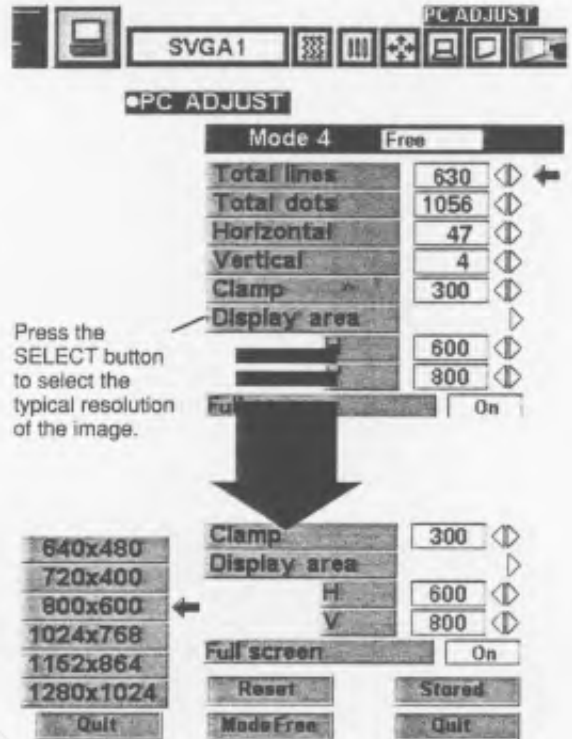 PC ADJUST
SVGA1
●PC ADJUST
Mode 4 Free
Total lines 630
Total dots 1056
Horizontal 47
Vertical 4
Clamp 300
Display area
600
800
On
Press the
SELECT button
to select the
typical resolution
of the image.
Clamp 300
Display area
H 600
V 800
Full screen On
640x480
720x400
800x600
1024x768
1152x864
1280x1024
Quit
Reset Stored
Mode Free Quit